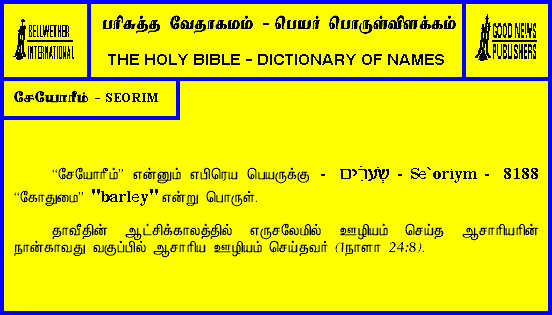 BELLWETHER
INTERNATIONAL
பரிசுத்த வேதாகமம் - பெயர் பொருள்விளக்கம்
THE HOLY BIBLE - DICTIONARY OF NAMES
GOOD NEWS
PUBLISHERS
சேயோரீம் - SEORIM
“சேயோரீம்” என்னும் எபிரெய பெயருக்கு - שְׂעֹרִים - Se`oriym - 8188
“கோதுமை” "barley" என்று பொருள்.
தாவீதின் ஆட்சிக்காலத்தில் எருசலேமில் ஊழியம் செய்த ஆசாரியரின்
நான்காவது வகுப்பில் ஆசாரிய ஊழியம் செய்தவர் (1நாளா 24:8).